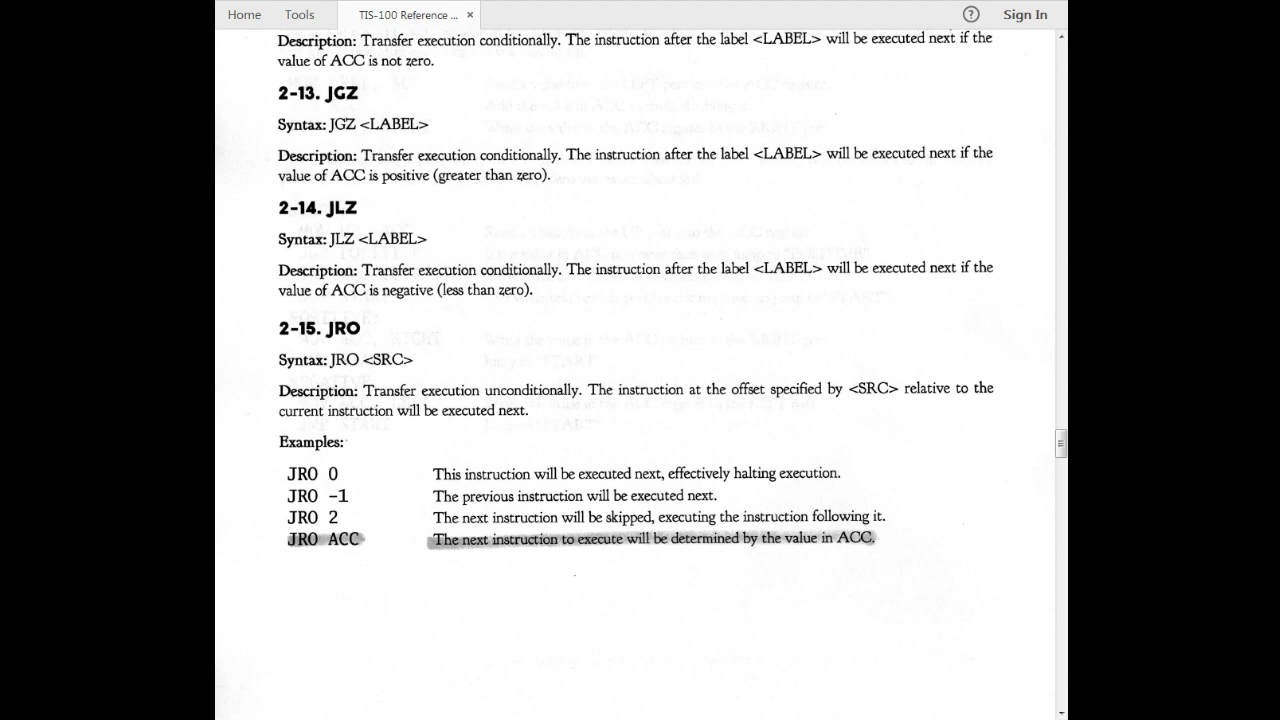 Home Tools TIS-100 Reference ... × ? Sign In
Description: Transfer execution conditionally. The instruction after the label <LABEL> will be executed next if the
value of ACC is not zero.
2-13. JGZ
Syntax: JGZ <LABEL>
Description: Transfer execution conditionally. The instruction after the label <LABEL> will be executed next if the
value of ACC is positive (greater than zero).
2-14. JLZ
Syntax: JLZ <LABEL>
Description: Transfer execution conditionally. The instruction after the label <LABEL> will be executed next if the
value of ACC is negative (less than zero).
2-15. JRO
Syntax: JRO <SRC>
Description: Transfer execution unconditionally. The instruction at the offset specified by <SRC> relative to the
current instruction will be executed next.
Examples:
JRO 0 This instruction will be executed next, effectively halting execution.
JRO -1 The previous instruction will be executed next.
JRO 2 The next instruction will be skipped, executing the instruction following it.
JRO ACC The next instruction to execute will be determined by the value in ACC.